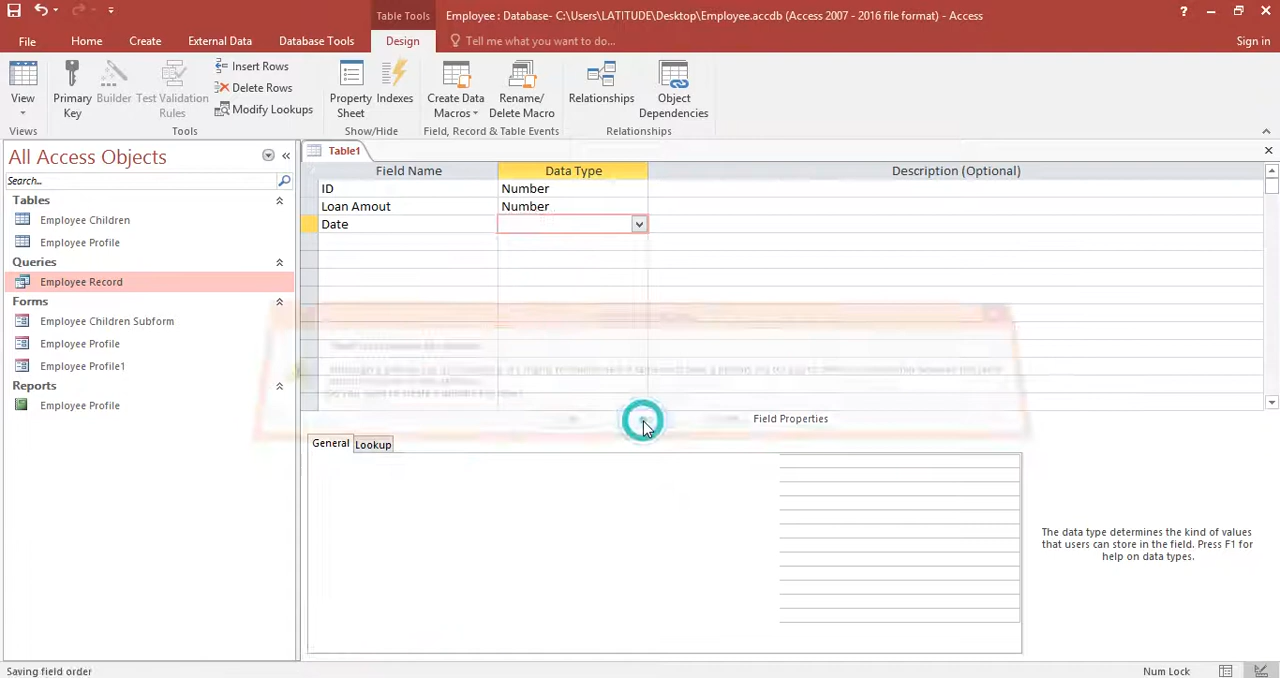 Table Tools
Employee : Database- C:\Users\LATITUDE\Desktop\Employee.accdb (Access 2007 - 2016 file format) - Access
File
Home
Create
External Data
Database Tools
Design
Tell me what you want to do...
Sign in
View
Primary Key
Builder
Test Validation Rules
Insert Rows
Delete Rows
Modify Lookups
Property Sheet
Indexes
Create Data Macros
Rename/ Delete Macro
Relationships
Object Dependencies
Views
Tools
Show/Hide
Field, Record & Table Events
Relationships
All Access Objects
Search...
Tables
Employee Children
Employee Profile
Queries
Employee Record
Forms
Employee Children Subform
Employee Profile
Employee Profile1
Reports
Employee Profile
Table1
Field Name Data Type Description (Optional)
ID Number
Loan Amout Number
Date
Field Properties
General Lookup
The data type determines the kind of values
that users can store in the field. Press F1 for
help on data types.
Saving field order
Num Lock